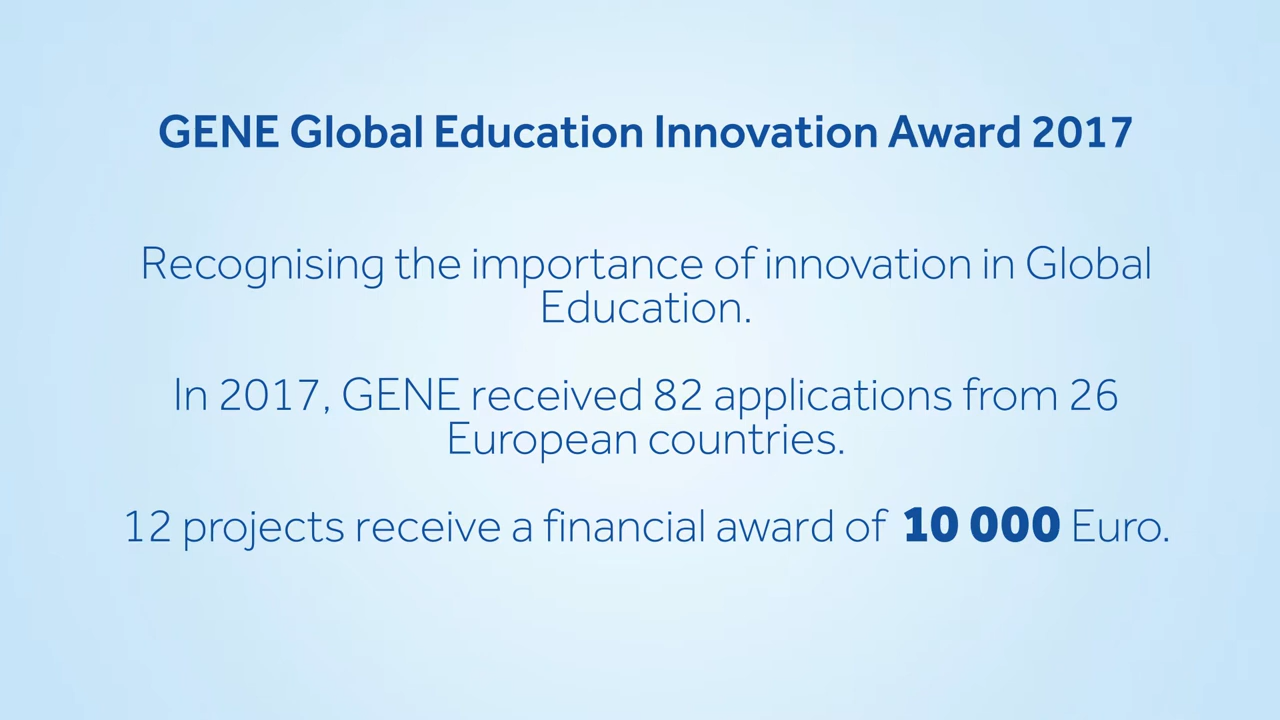 GENE Global Education Innovation Award 2017
Recognising the importance of innovation in Global
Education.
In 2017, GENE received 82 applications from 26
European countries.
12 projects receive a financial award of 10 000 Euro.